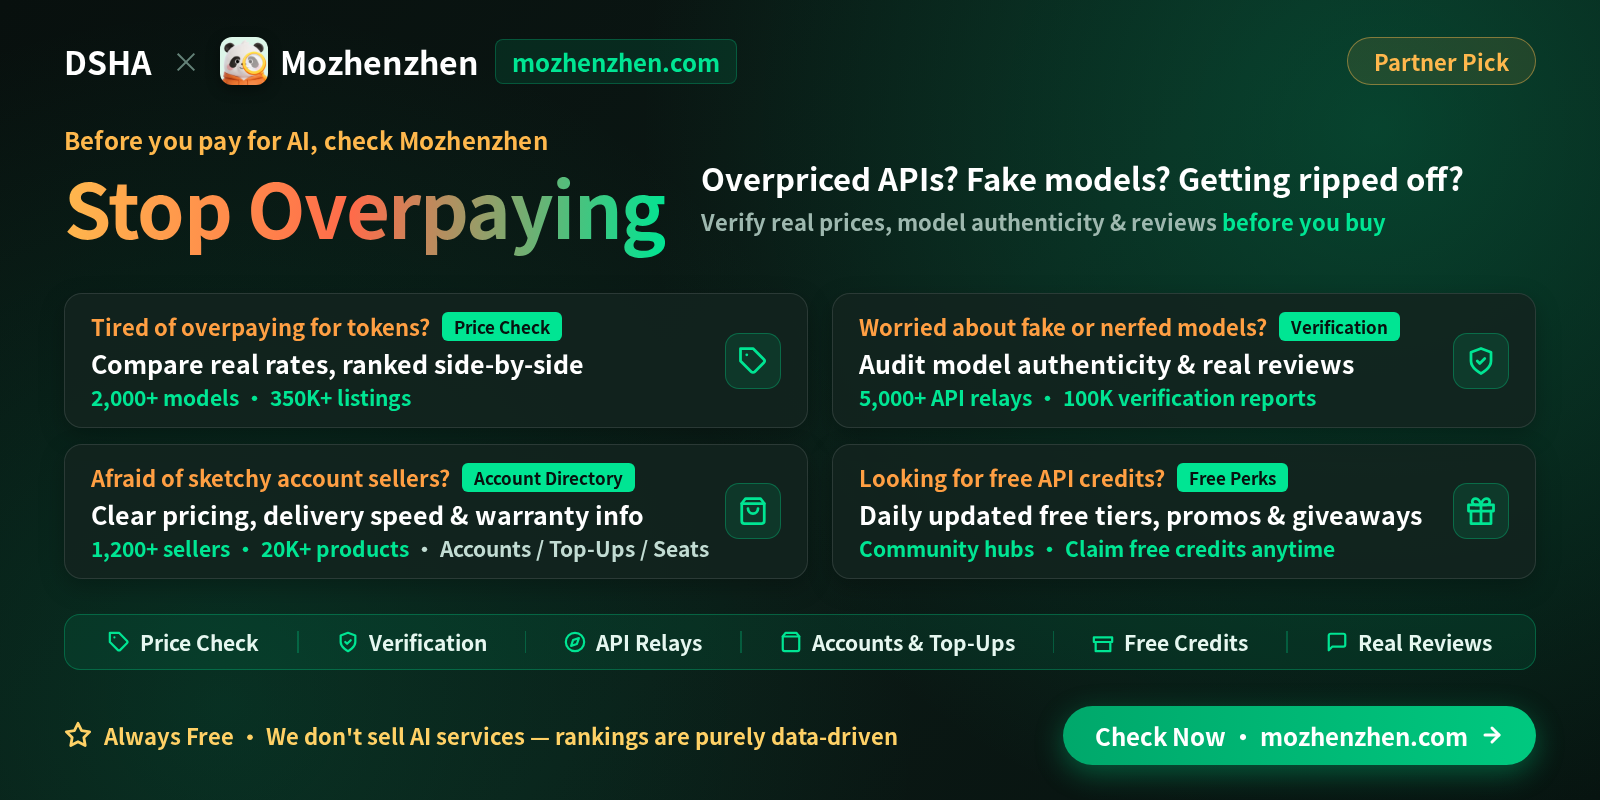 DSHA × Mozhenzhen mozhenzhen.com
Partner Pick
Before you pay for AI, check Mozhenzhen
Stop Overpaying
Overpriced APIs? Fake models? Getting ripped off?
Verify real prices, model authenticity & reviews before you buy
Tired of overpaying for tokens? Price Check
Compare real rates, ranked side-by-side
2,000+ models • 350K+ listings
Worried about fake or nerfed models? Verification
Audit model authenticity & real reviews
5,000+ API relays • 100K verification reports
Afraid of sketchy account sellers? Account Directory
Clear pricing, delivery speed & warranty info
1,200+ sellers • 20K+ products • Accounts / Top-Ups / Seats
Looking for free API credits? Free Perks
Daily updated free tiers, promos & giveaways
Community hubs • Claim free credits anytime
Price Check | Verification | API Relays | Accounts & Top-Ups | Free Credits | Real Reviews
Always Free • We don't sell AI services — rankings are purely data-driven
Check Now • mozhenzhen.com →